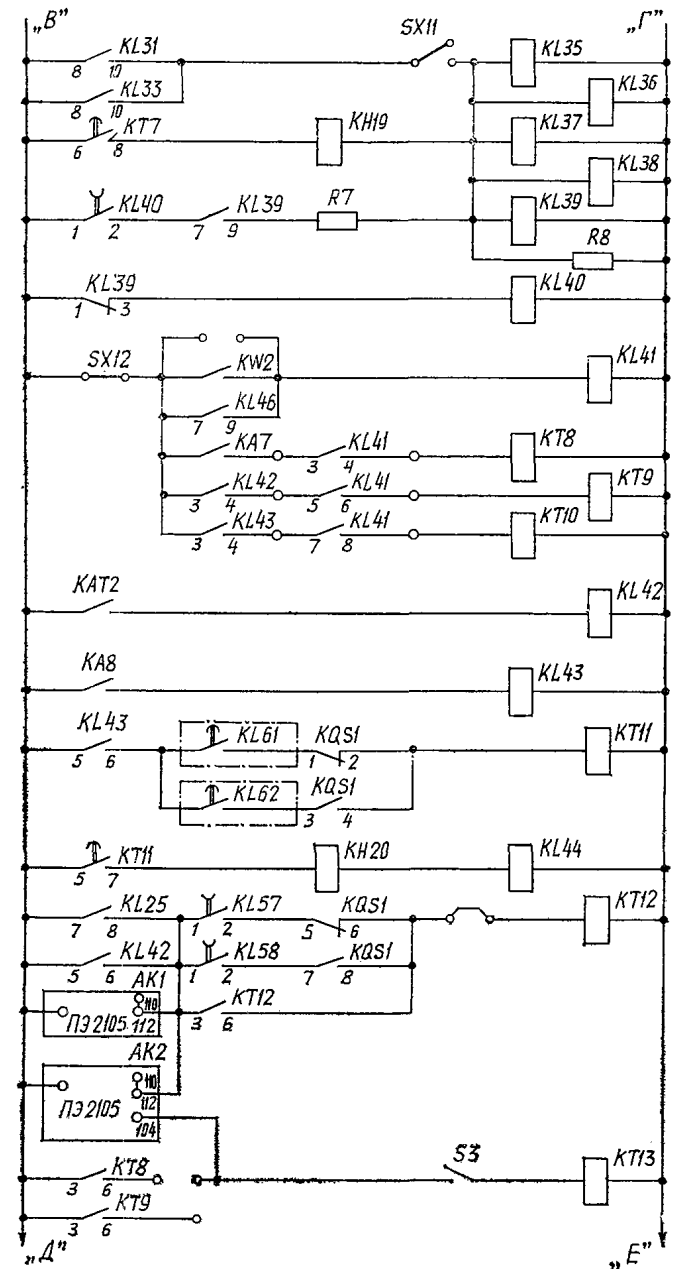 „В" „Г"
SX11
KL31 KL35
8 10
KL33 KL36
8 10
KT7 KH19 KL37
6 8
KL38
KL40 KL39 R7 KL39
1 2 7 9
R8
KL39 KL40
1 3
SX12 KW2 KL41
KL46
7 9
KA7 KL41 KT8
3 4
KL42 KL41 KT9
3 4 5 6
KL43 KL41 KT10
3 4 7 8
KAT2 KL42
KA8 KL43
KL43 KL61 KQS1 KT11
5 6 1 2
KL62 KQS1
3 4
KT11 KH20 KL44
5 7
KL25 KL57 KQS1 KT12
7 8 1 2 5 6
KL42 KL58 KQS1
5 6 1 2 7 8
AK1
110 KT12
ПЭ2105 112 3 6
AK2
110
ПЭ2105 112
104
S3
KT8 KT13
3 6
KT9
3 6
„Д" „Е"